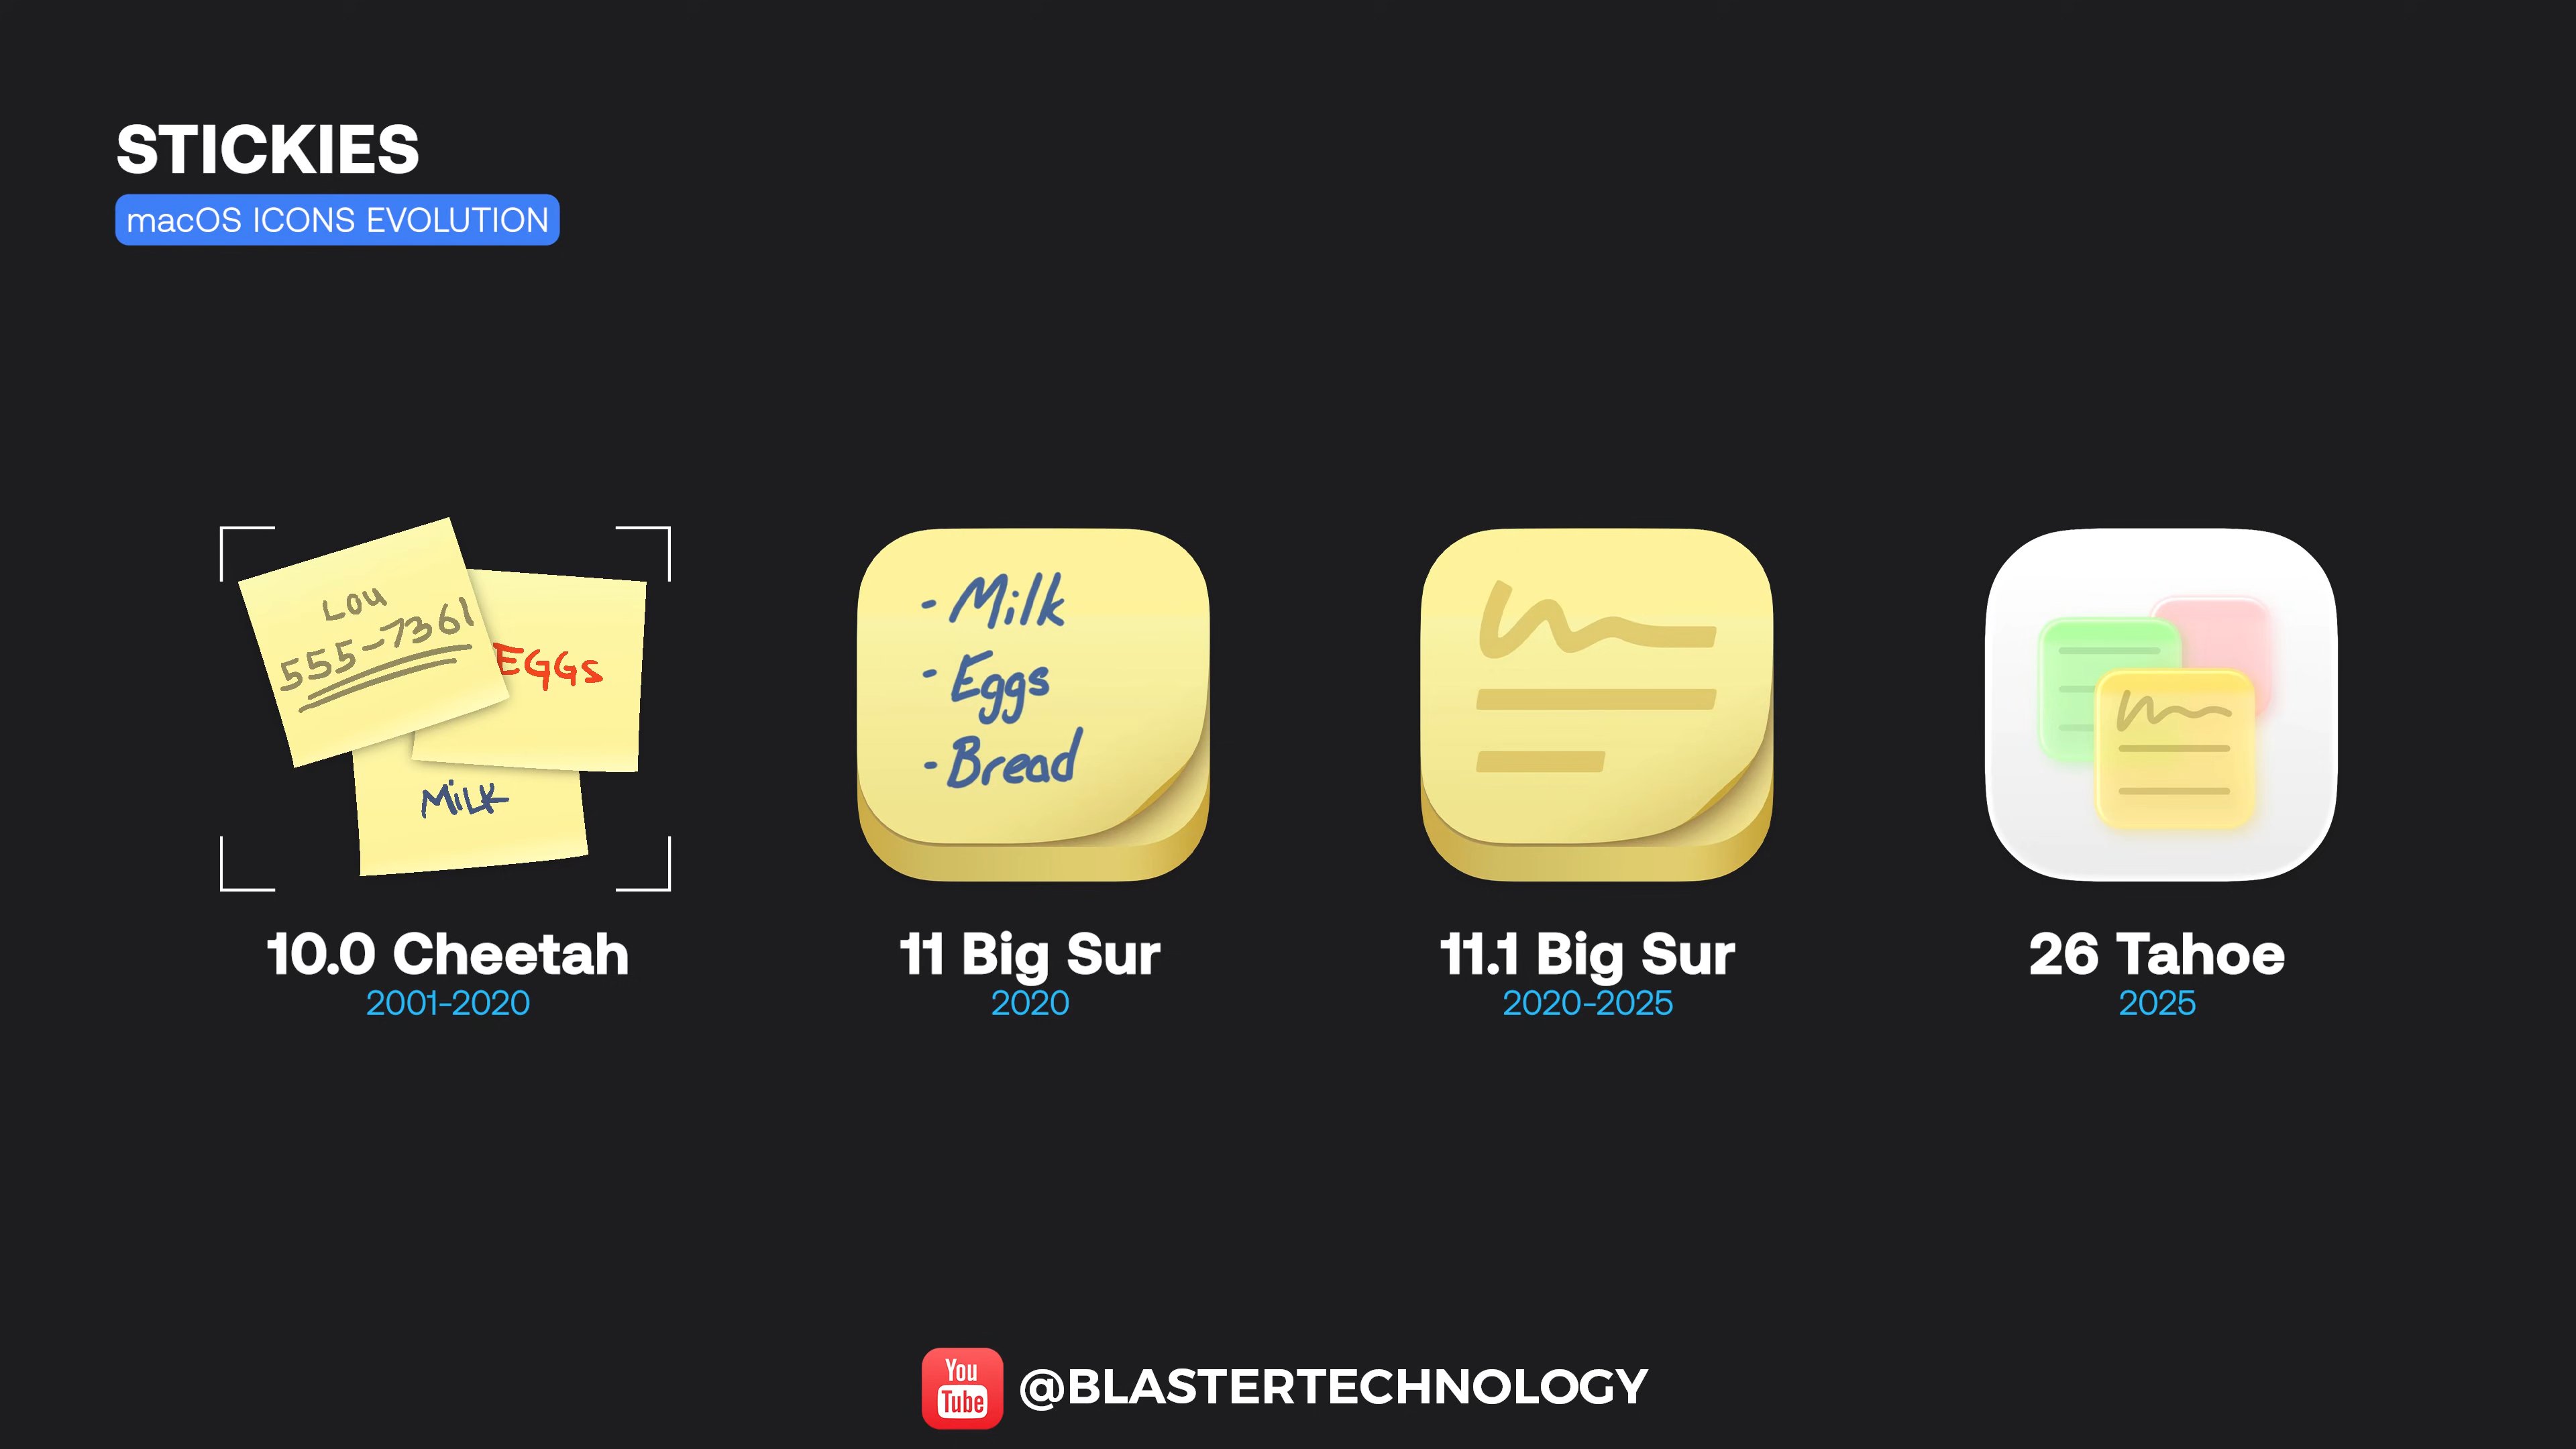 STICKIES
macOS ICONS EVOLUTION
LOU
555-7361
EGGS
MILK
- Milk
- Eggs
- Bread
10.0 Cheetah
2001-2020
11 Big Sur
2020
11.1 Big Sur
2020-2025
26 Tahoe
2025
You
Tube
@BLASTERTECHNOLOGY